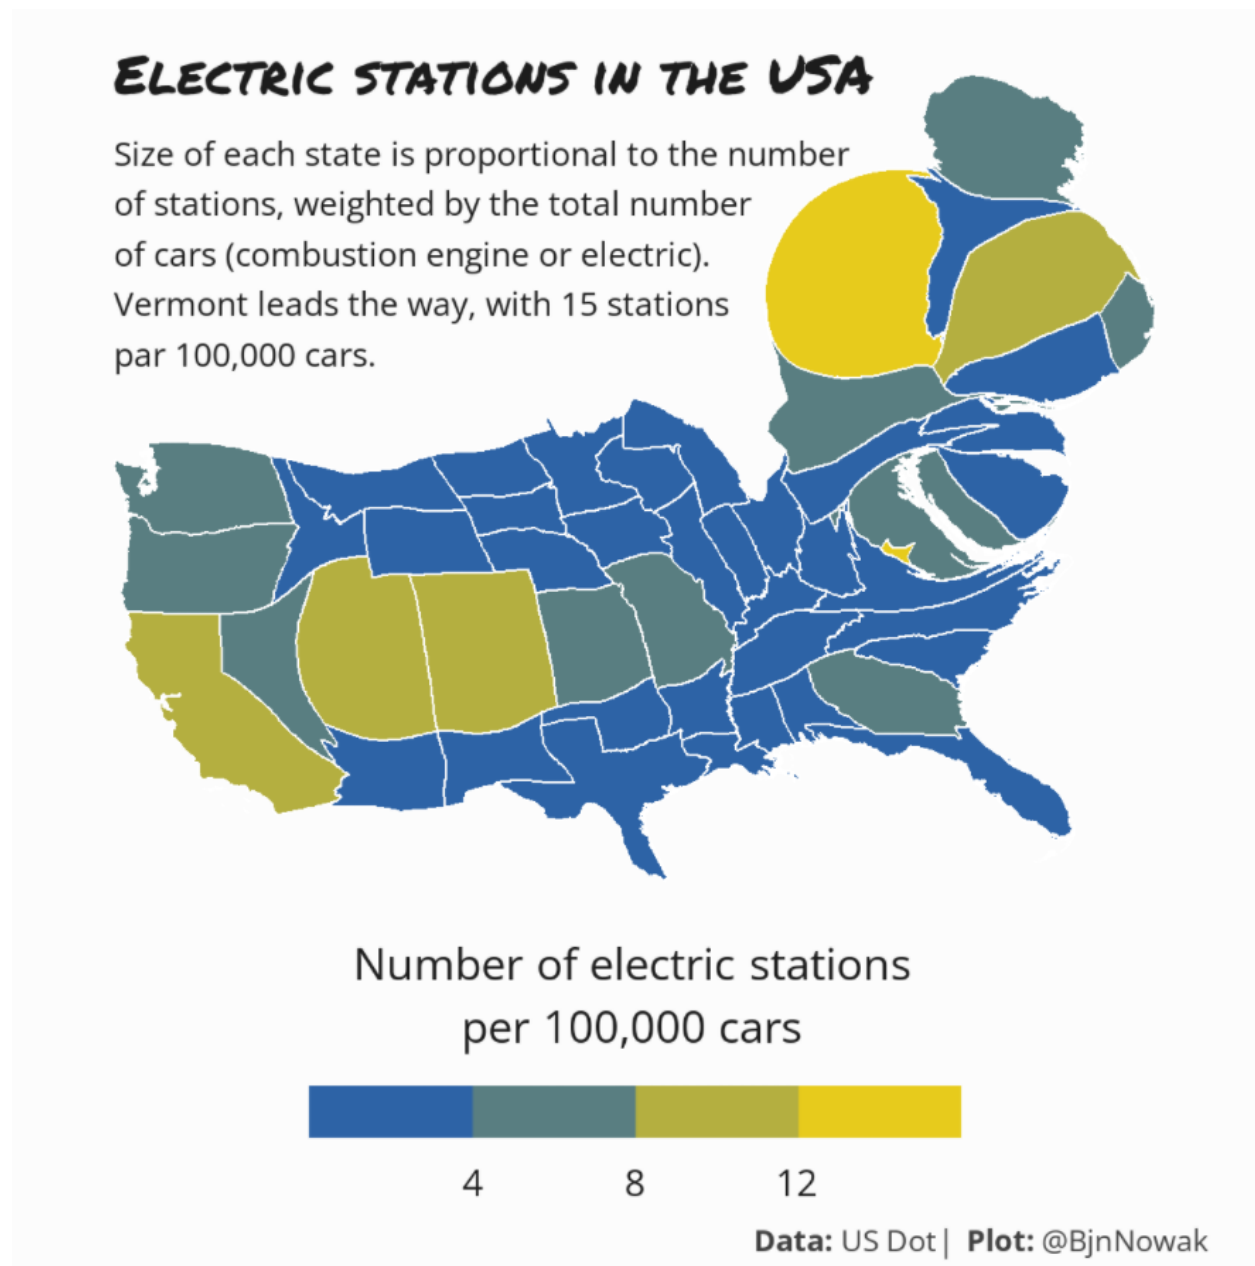 ELECTRIC STATIONS IN THE USA
Size of each state is proportional to the number
of stations, weighted by the total number
of cars (combustion engine or electric).
Vermont leads the way, with 15 stations
par 100,000 cars.
Number of electric stations
per 100,000 cars
4 8 12
Data: US Dot| Plot: @BjnNowak